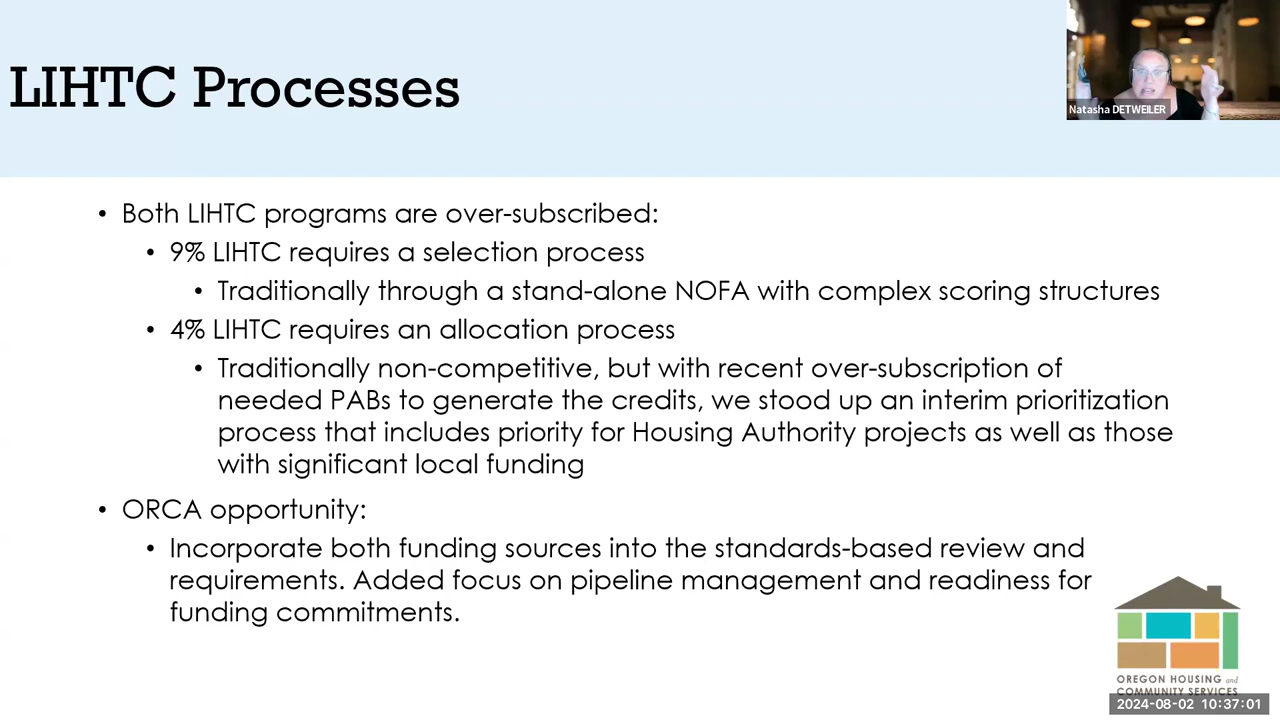 LIHTC Processes
Natasha DETWEILER
• Both LIHTC programs are over-subscribed:
• 9% LIHTC requires a selection process
• Traditionally through a stand-alone NOFA with complex scoring structures
• 4% LIHTC requires an allocation process
• Traditionally non-competitive, but with recent over-subscription of
needed PABs to generate the credits, we stood up an interim prioritization
process that includes priority for Housing Authority projects as well as those
with significant local funding
• ORCA opportunity:
• Incorporate both funding sources into the standards-based review and
requirements. Added focus on pipeline management and readiness for
funding commitments.
OREGON HOUSING and
COMMUNITY SERVICES
2024-08-02 10:37:01